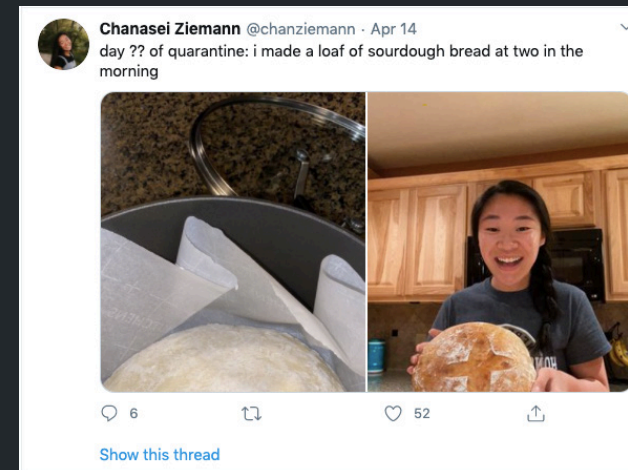 Chanasei Ziemann @chanziemann · Apr 14
day ?? of quarantine: i made a loaf of sourdough bread at two in the
morning
6 52
Show this thread